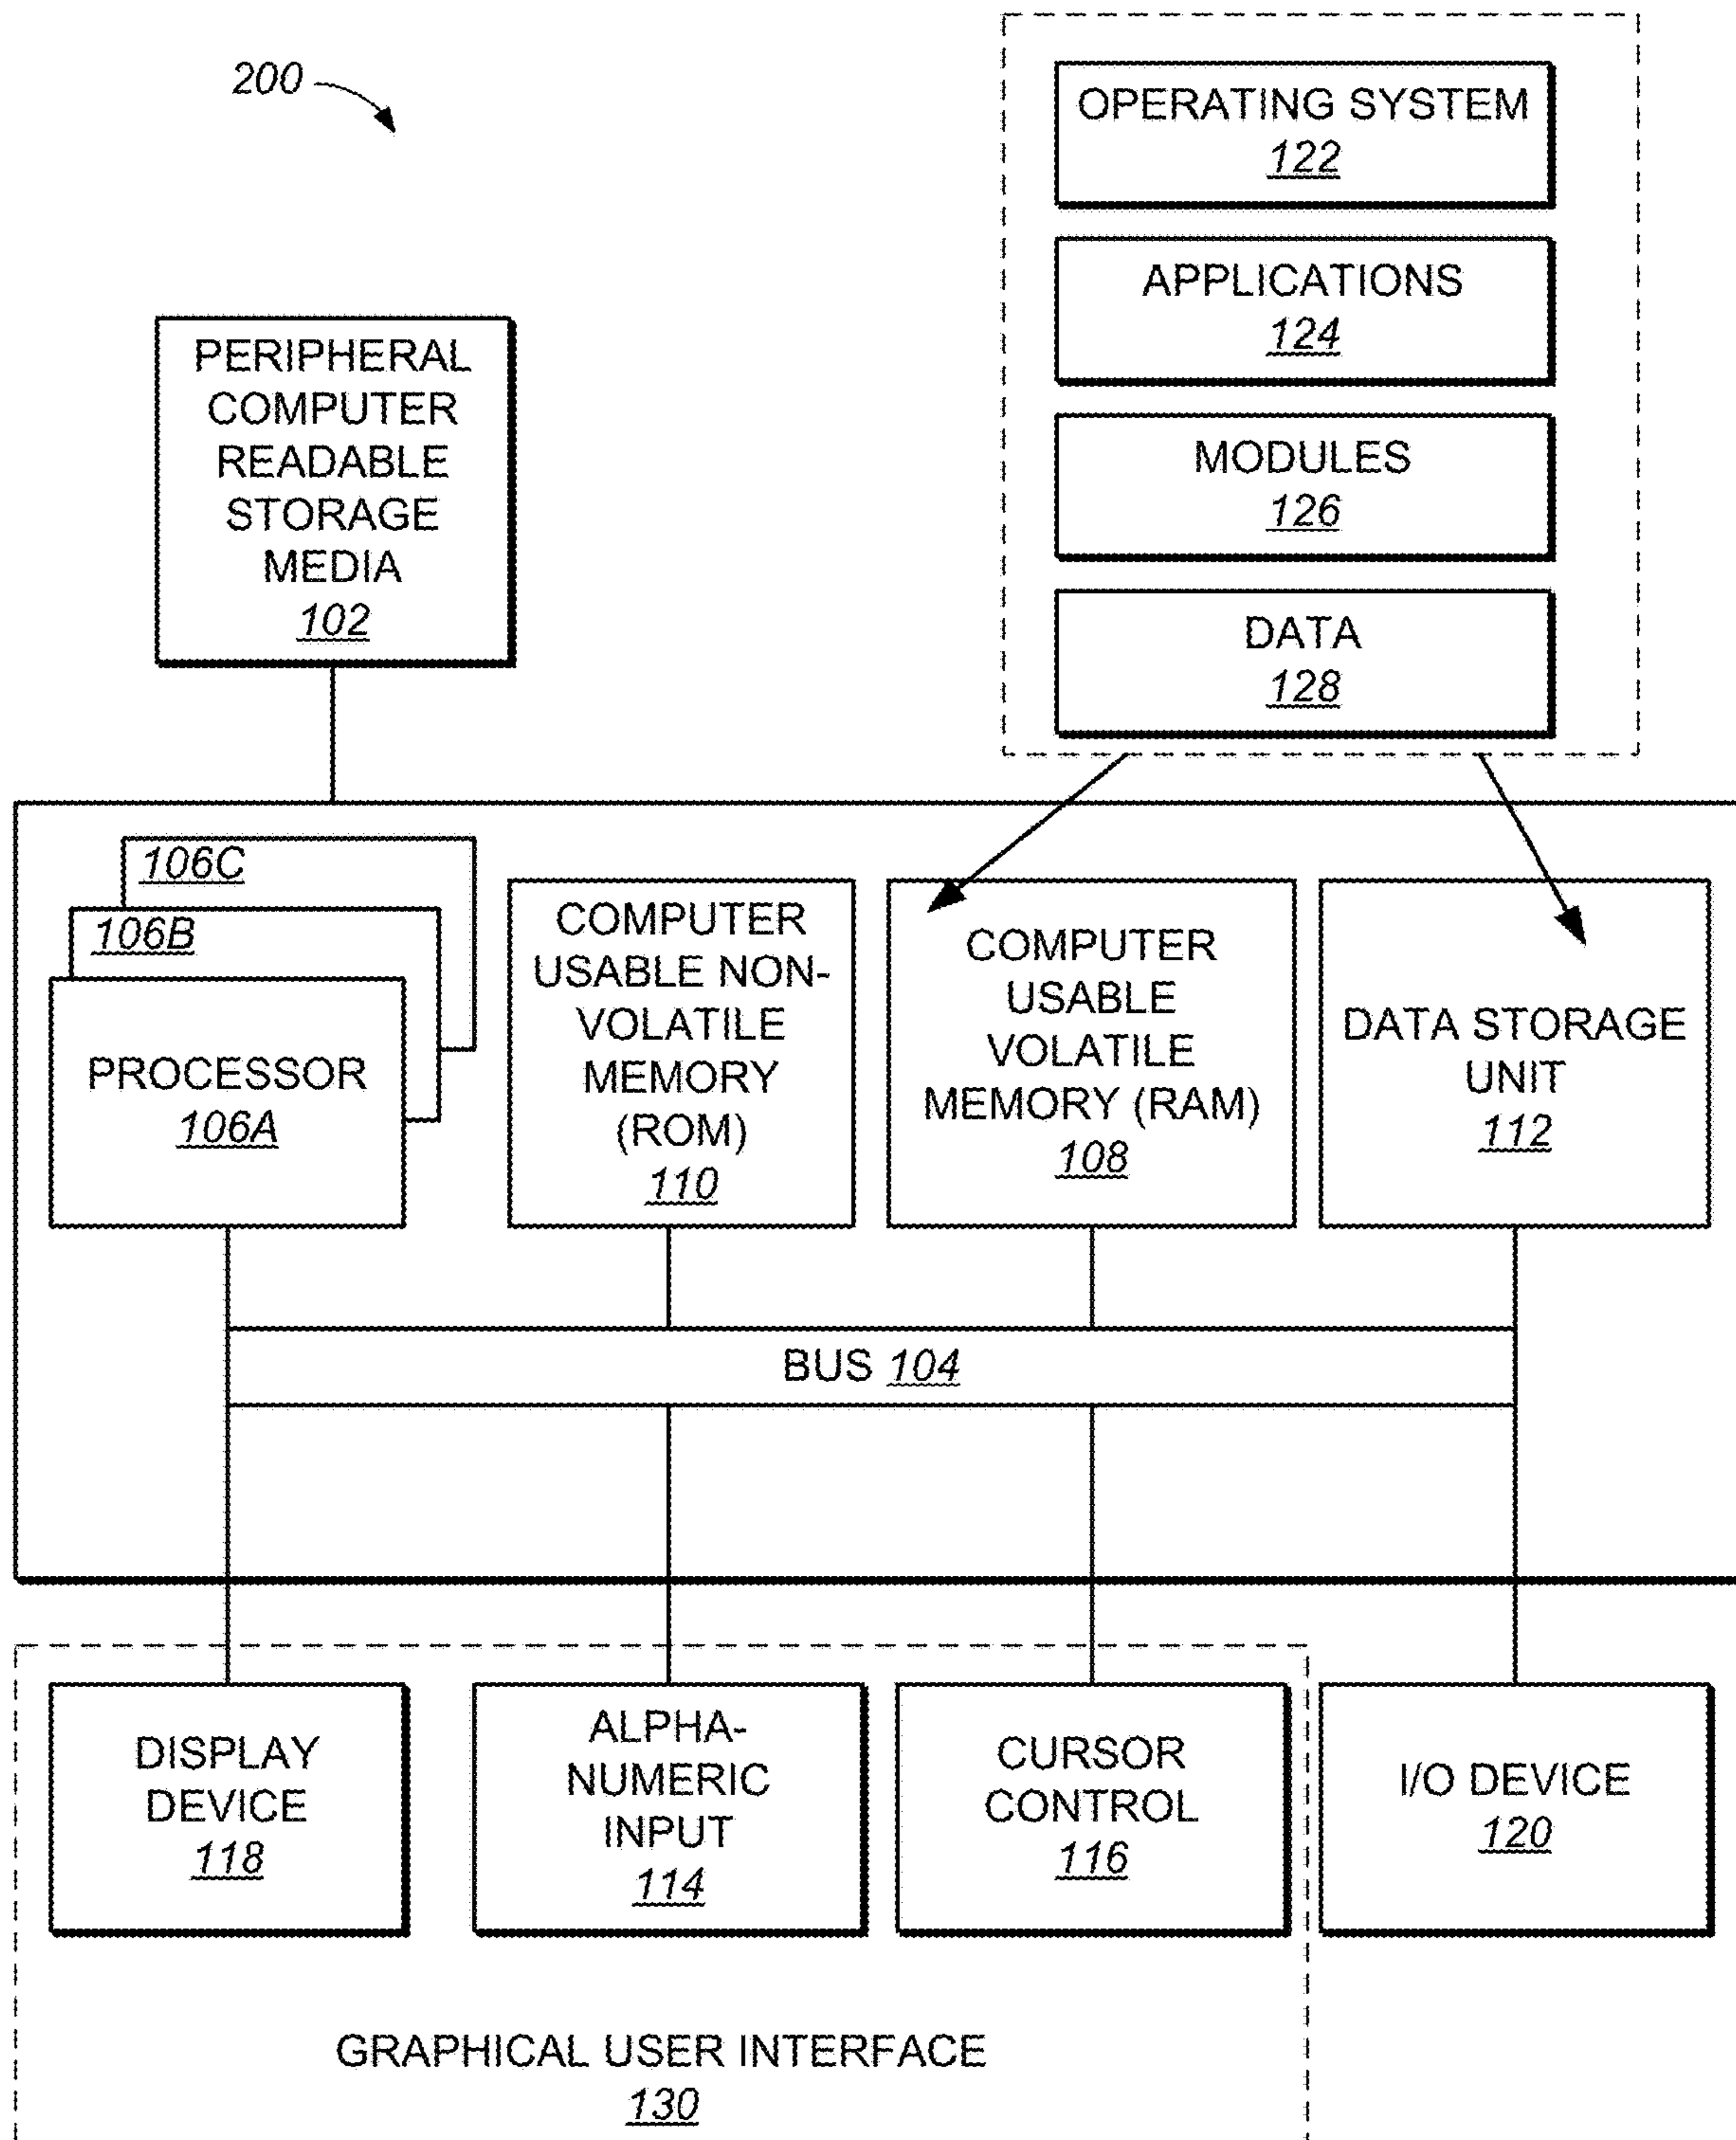 200
OPERATING SYSTEM
122
APPLICATIONS
124
MODULES
126
DATA
128
PERIPHERAL
COMPUTER
READABLE
STORAGE
MEDIA
102
106C
106B
PROCESSOR
106A
COMPUTER
USABLE NON-
VOLATILE
MEMORY
(ROM)
110
COMPUTER
USABLE
VOLATILE
MEMORY (RAM)
108
DATA STORAGE
UNIT
112
BUS 104
DISPLAY
DEVICE
118
ALPHA-
NUMERIC
INPUT
114
CURSOR
CONTROL
116
I/O DEVICE
120
GRAPHICAL USER INTERFACE
130